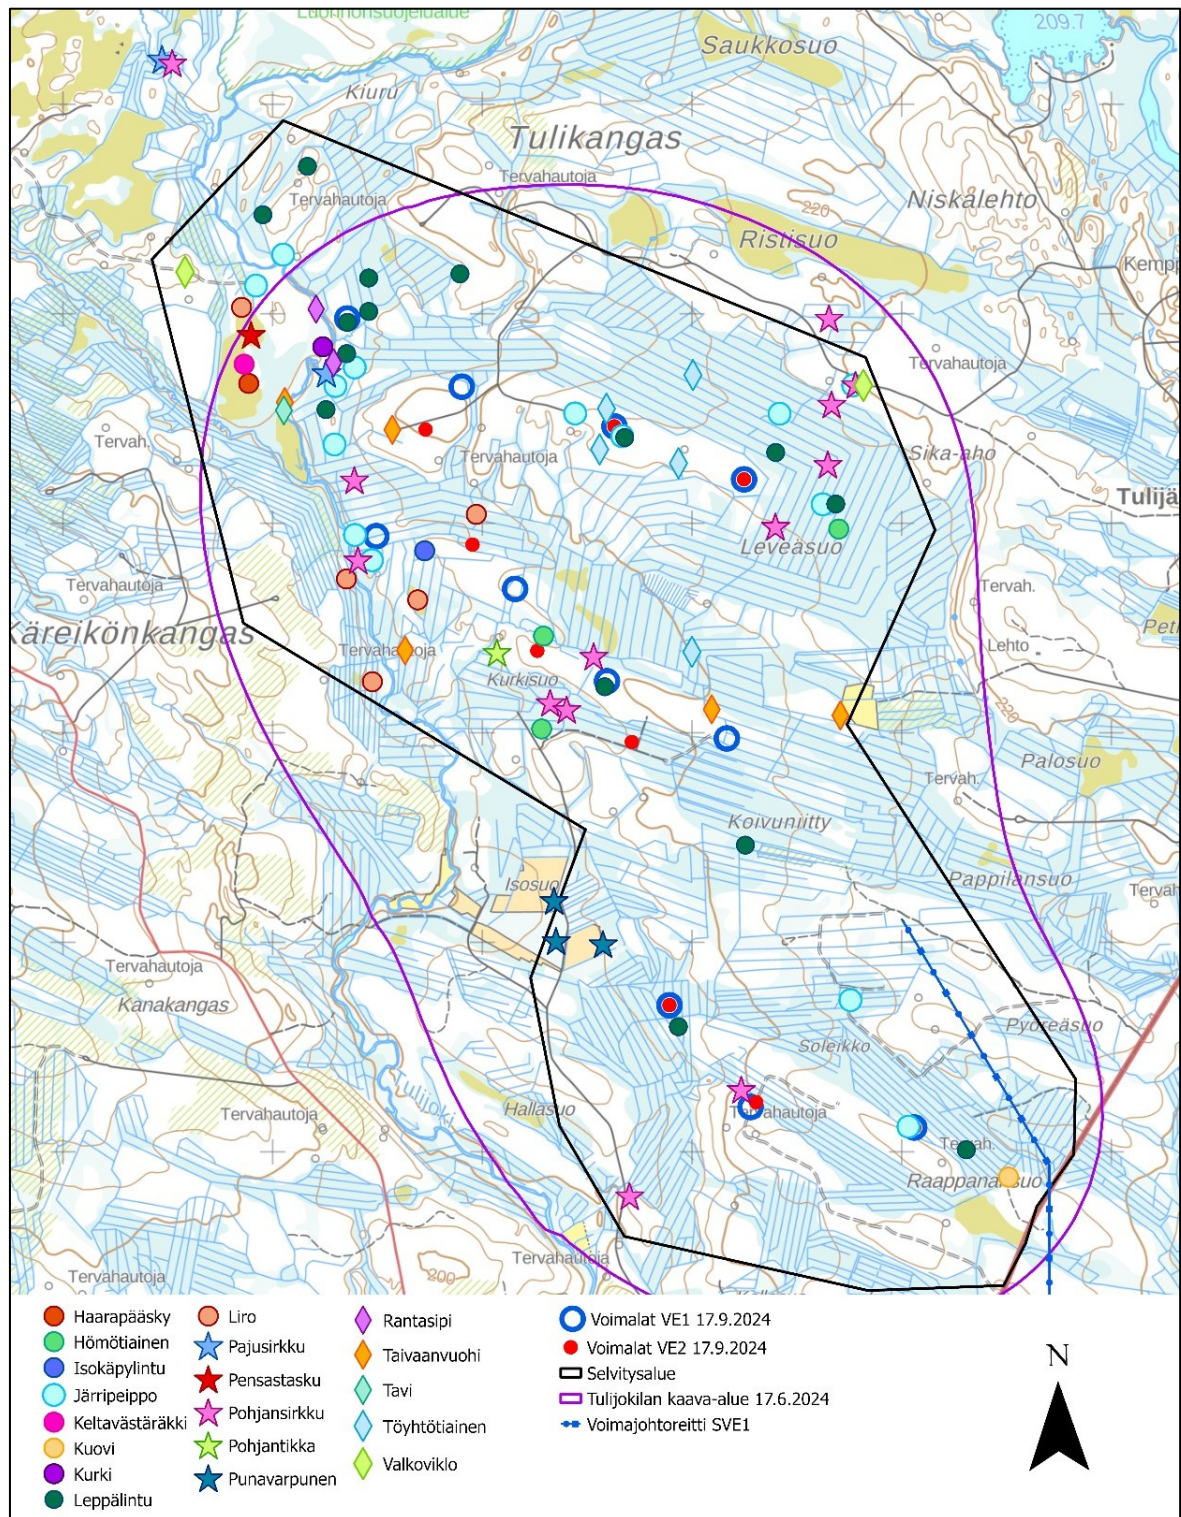 Luonnonsuojelualue
209.7
Saukkosuo
Kiuru
Tulikangas
Tervahautoja
Tervahautoja
Niskalehto
220
Ristisuo
Kemp
Tervahautoja
Tervah.
Tervahautoja
Sika-aho
Tulijä
Leveäsuo
Tervahautoja
Tervah.
Käreikönkangas
Tervahautoja
Lehto
Kurkisuo
220
Palosuo
Tervah.
Koivuniitty
Isosuo
Pappilansuo
Tervah
Tervahautoja
Kanakangas
Pyöreäsuo
Soleikko
Tulijoki
Hallasuo
Tervahautoja
Tervahautoja
Tervah.
Raappanansuo
Tervahautoja
Tervahautoja
200
Haarapääsky
Hömötiainen
Isokäpylintu
Järripeippo
Keltavästäräkki
Kuovi
Kurki
Leppälintu
Liro
Pajusirkku
Pensastasku
Pohjansirkku
Pohjantikka
Punavarpunen
Rantasipi
Taivaanvuohi
Tavi
Töyhtötiainen
Valkoviklo
Voimalat VE1 17.9.2024
Voimalat VE2 17.9.2024
Selvitysalue
Tulijokilan kaava-alue 17.6.2024
Voimajohtoreitti SVE1
N